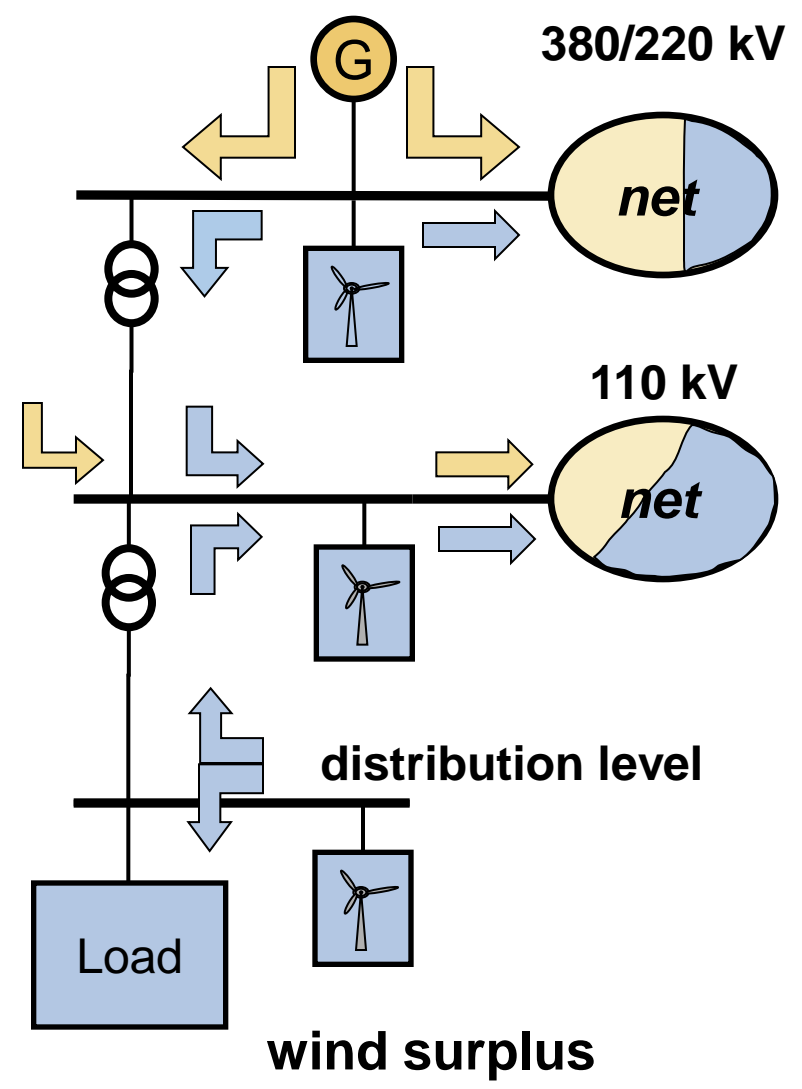 G
380/220 kV
net
110 kV
net
distribution level
Load
wind surplus